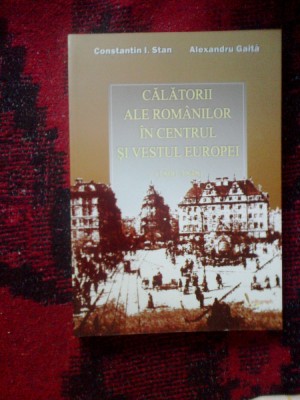 Constantin I. Stan Alexandru Gaiță
CĂLĂTORII
ALE ROMÂNILOR
ÎN CENTRUL
ȘI VESTUL EUROPEI